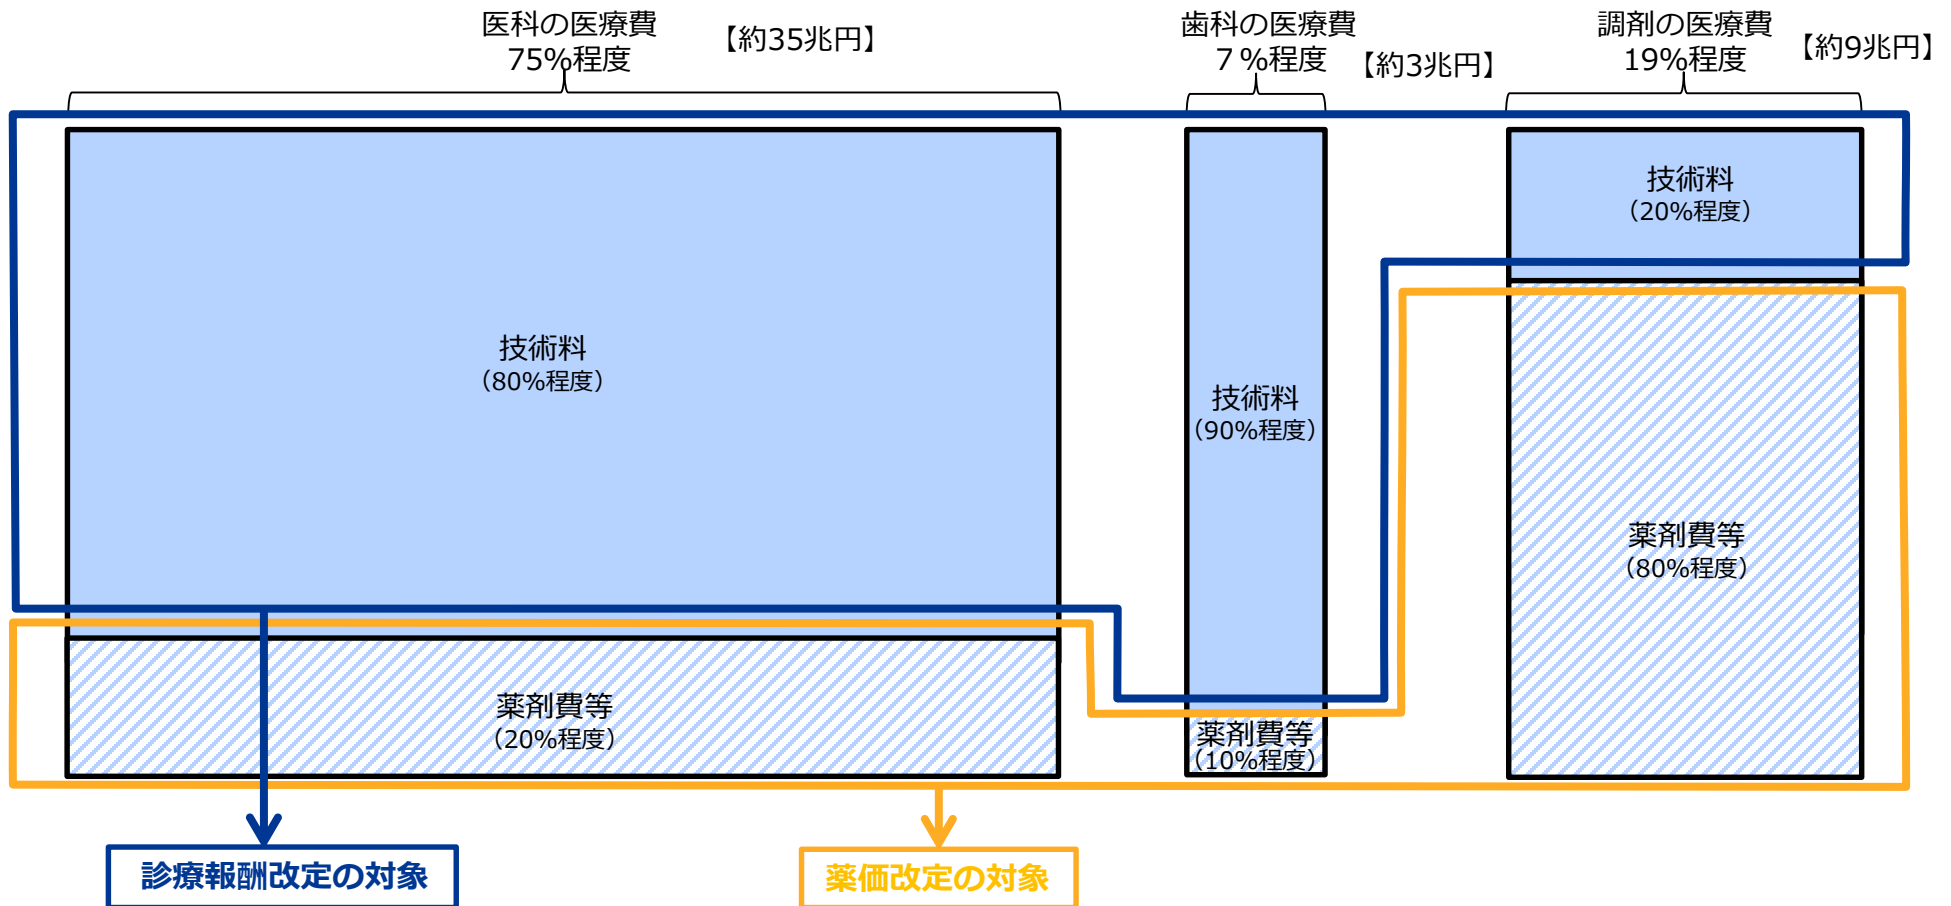 医科の医療費
75%程度
【約35兆円】
歯科の医療費
7％程度
【約3兆円】
調剤の医療費
19%程度
【約9兆円】
技術料
（80%程度）
薬剤費等
（20%程度）
技術料
（90%程度）
薬剤費等
（10%程度）
技術料
（20%程度）
薬剤費等
（80%程度）
診療報酬改定の対象
薬価改定の対象